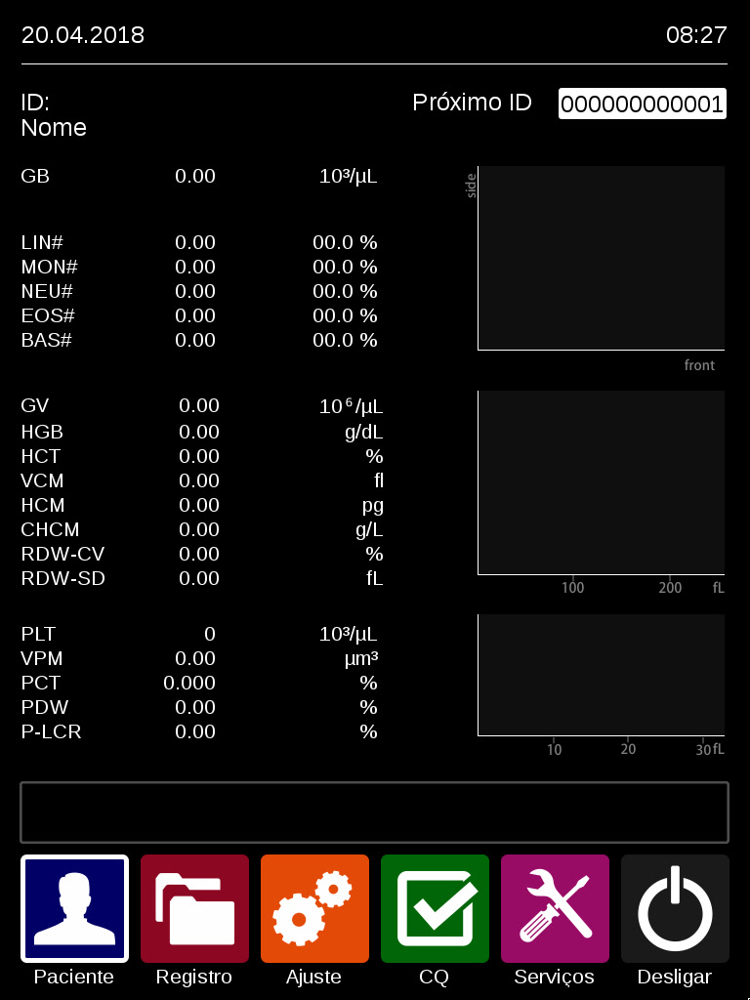 20.04.2018 08:27
ID: Próximo ID 000000000001
Nome
GB 0.00 10³/µL
side
LIN# 0.00 00.0 %
MON# 0.00 00.0 %
NEU# 0.00 00.0 %
EOS# 0.00 00.0 %
BAS# 0.00 00.0 %
front
GV 0.00 10⁶/µL
HGB 0.00 g/dL
HCT 0.00 %
VCM 0.00 fl
HCM 0.00 pg
CHCM 0.00 g/L
RDW-CV 0.00 %
RDW-SD 0.00 fL
100 200 fL
PLT 0 10³/µL
VPM 0.00 µm³
PCT 0.000 %
PDW 0.00 %
P-LCR 0.00 %
10 20 30 fL
Paciente Registro Ajuste CQ Serviços Desligar